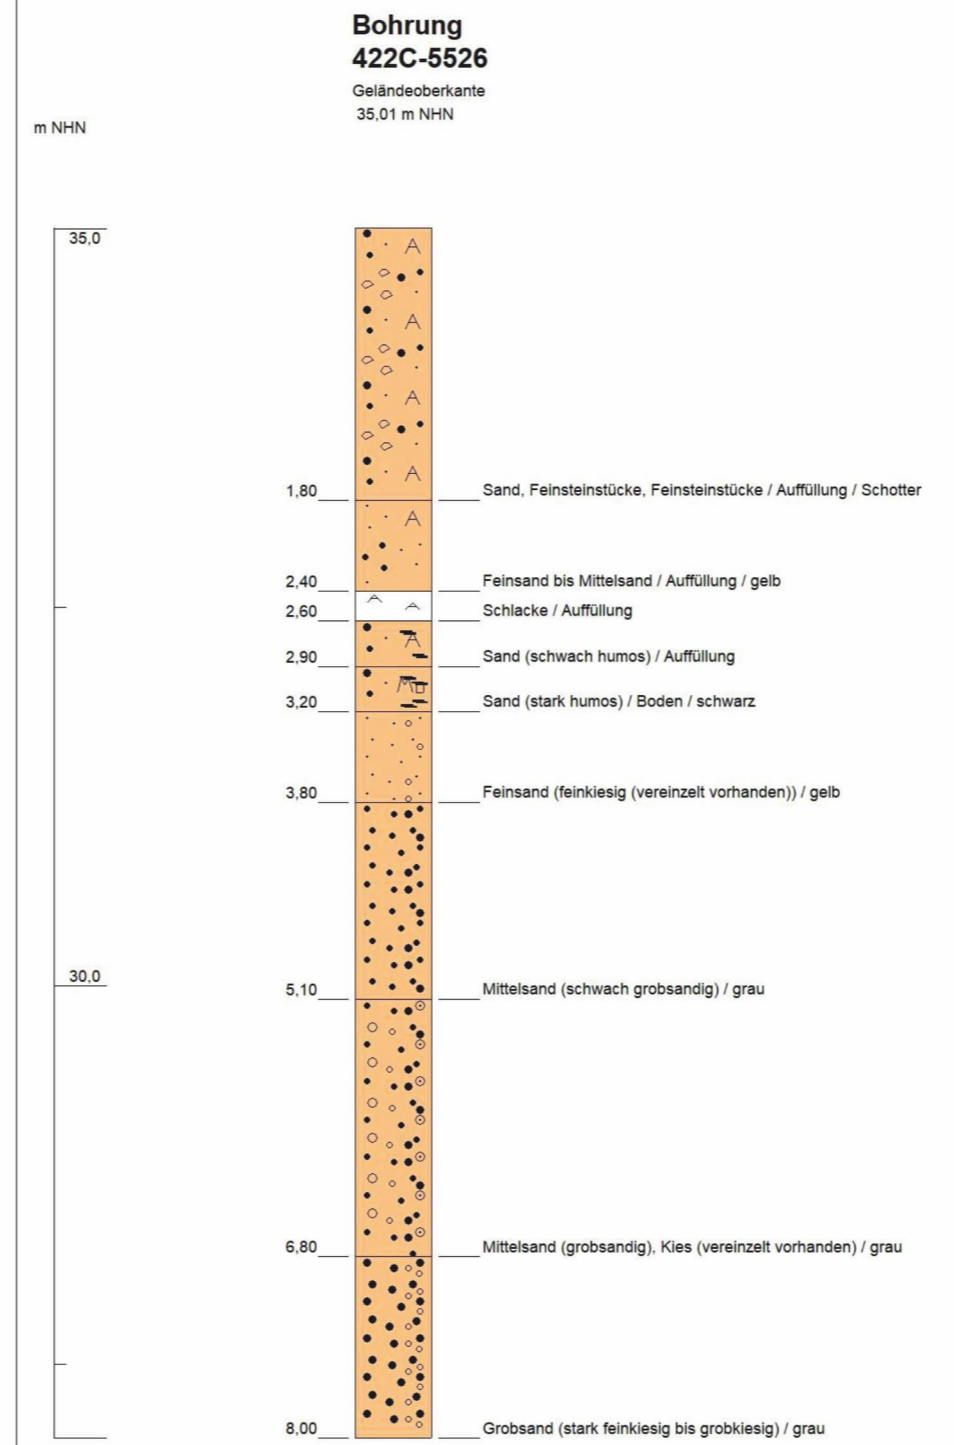 Bohrung
422C-5526
Geländeoberkante
35,01 m NHN
m NHN
35,0
1,80 Sand, Feinsteinstücke, Feinsteinstücke / Auffüllung / Schotter
2,40 Feinsand bis Mittelsand / Auffüllung / gelb
2,60 Schlacke / Auffüllung
2,90 Sand (schwach humos) / Auffüllung
3,20 Sand (stark humos) / Boden / schwarz
3,80 Feinsand (feinkiesig (vereinzelt vorhanden)) / gelb
30,0
5,10 Mittelsand (schwach grobsandig) / grau
6,80 Mittelsand (grobsandig), Kies (vereinzelt vorhanden) / grau
8,00 Grobsand (stark feinkiesig bis grobkiesig) / grau